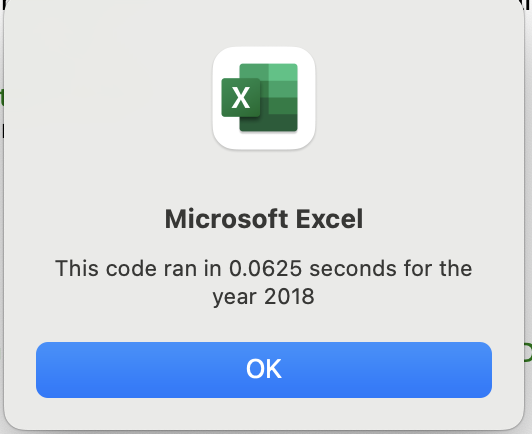 X
Microsoft Excel
This code ran in 0.0625 seconds for the
year 2018
OK